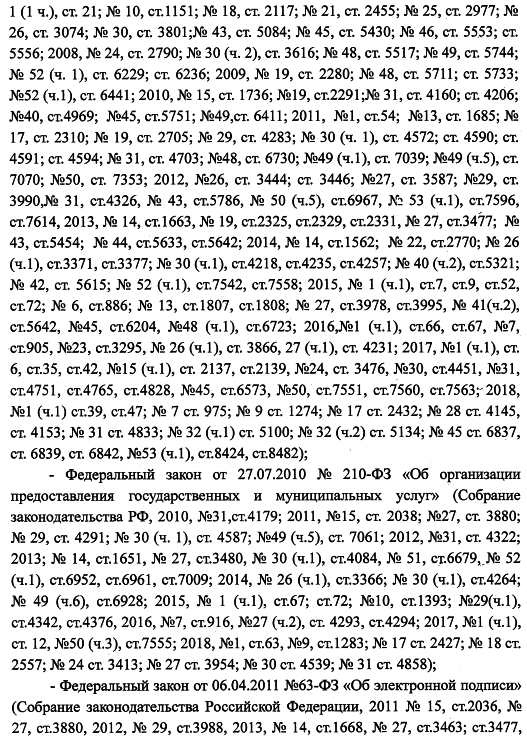 1 (1 ч.), ст. 21; № 10, ст.1151; № 18, ст. 2117; № 21, ст. 2455; № 25, ст. 2977; №
26, ст. 3074; № 30, ст. 3801;№ 43, ст. 5084; № 45, ст. 5430; № 46, ст. 5553; ст.
5556; 2008, № 24, ст. 2790; № 30 (ч. 2), ст. 3616; № 48, ст. 5517; № 49, ст. 5744;
№ 52 (ч. 1), ст. 6229; ст. 6236; 2009, № 19, ст. 2280; № 48, ст. 5711; ст. 5733;
№52 (ч.1), ст. 6441; 2010, № 15, ст. 1736; №19, ст.2291;№ 31, ст. 4160; ст. 4206;
№40, ст.4969; №45, ст.5751; №49,ст. 6411; 2011, №1, ст.54; №13, ст. 1685; №
17, ст. 2310; № 19, ст. 2705; № 29, ст. 4283; № 30 (ч. 1), ст. 4572; ст. 4590; ст.
4591; ст. 4594; № 31, ст. 4703; №48, ст. 6730; №49 (ч.1), ст. 7039; №49 (ч.5), ст.
7070; №50, ст. 7353; 2012, №26, ст. 3444; ст. 3446; №27, ст. 3587; №29, ст.
3990,№ 31, ст.4326, № 43, ст.5786, № 50 (ч.5), ст.6967, № 53 (ч.1), ст.7596,
ст.7614, 2013, № 14, ст.1663, № 19, ст.2325, ст.2329, ст.2331, № 27, ст.3477; №
43, ст.5454; № 44, ст.5633, ст.5642; 2014, № 14, ст.1562; № 22, ст.2770; № 26
(ч.1), ст.3371, ст.3377; № 30 (ч.1), ст.4218, ст.4235, ст.4257; № 40 (ч.2), ст.5321;
№ 42, ст. 5615; № 52 (ч.1), ст.7542, ст.7558; 2015, № 1 (ч.1), ст.7, ст.9, ст.52,
ст.72; № 6, ст.886; № 13, ст.1807, ст.1808; № 27, ст.3978, ст.3995, № 41(ч.2),
ст.5642, №45, ст.6204, №48 (ч.1), ст.6723; 2016,№1 (ч.1), ст.66, ст.67, №7,
ст.905, №23, ст.3295, № 26 (ч.1), ст. 3866, 27 (ч.1), ст. 4231; 2017, №1 (ч.1), ст.
6, ст.35, ст.42, №15 (ч.1), ст. 2137, ст.2139, №24, ст. 3476, №30, ст.4451, №31,
ст.4751, ст.4765, ст.4828, №45, ст.6573, №50, ст.7551, ст.7560, ст.7563; 2018,
№1 (ч.1) ст.39, ст.47; № 7 ст. 975; № 9 ст. 1274; № 17 ст. 2432; № 28 ст. 4145,
ст. 4153; № 31 ст. 4833; № 32 (ч.1) ст. 5100; № 32 (ч.2) ст. 5134; № 45 ст. 6837,
ст. 6839, ст. 6842, №53 (ч.1), ст.8424, ст.8482);
- Федеральный закон от 27.07.2010 № 210-ФЗ «Об организации
предоставления государственных и муниципальных услуг» (Собрание
законодательства РФ, 2010, №31,ст.4179; 2011, №15, ст. 2038; №27, ст. 3880;
№ 29, ст. 4291; № 30 (ч. 1), ст. 4587; №49 (ч.5), ст. 7061; 2012, №31, ст. 4322;
2013; № 14, ст.1651, № 27, ст.3480, № 30 (ч.1), ст.4084, № 51, ст.6679, № 52
(ч.1), ст.6952, ст.6961, ст.7009; 2014, № 26 (ч.1), ст.3366; № 30 (ч.1), ст.4264;
№ 49 (ч.6), ст.6928; 2015, № 1 (ч.1), ст.67; ст.72; №10, ст.1393; №29(ч.1),
ст.4342, ст.4376, 2016, №7, ст.916, №27 (ч.2), ст. 4293, ст.4294; 2017, №1 (ч.1),
ст. 12, №50 (ч.3), ст.7555; 2018, №1, ст.63, №9, ст.1283; № 17 ст. 2427; № 18 ст.
2557; № 24 ст. 3413; № 27 ст. 3954; № 30 ст. 4539; № 31 ст. 4858);
- Федеральный закон от 06.04.2011 №63-ФЗ «Об электронной подписи»
(Собрание законодательства Российской Федерации, 2011 № 15, ст.2036, №
27, ст.3880, 2012, № 29, ст.3988, 2013, № 14, ст.1668, № 27, ст.3463; ст.3477,